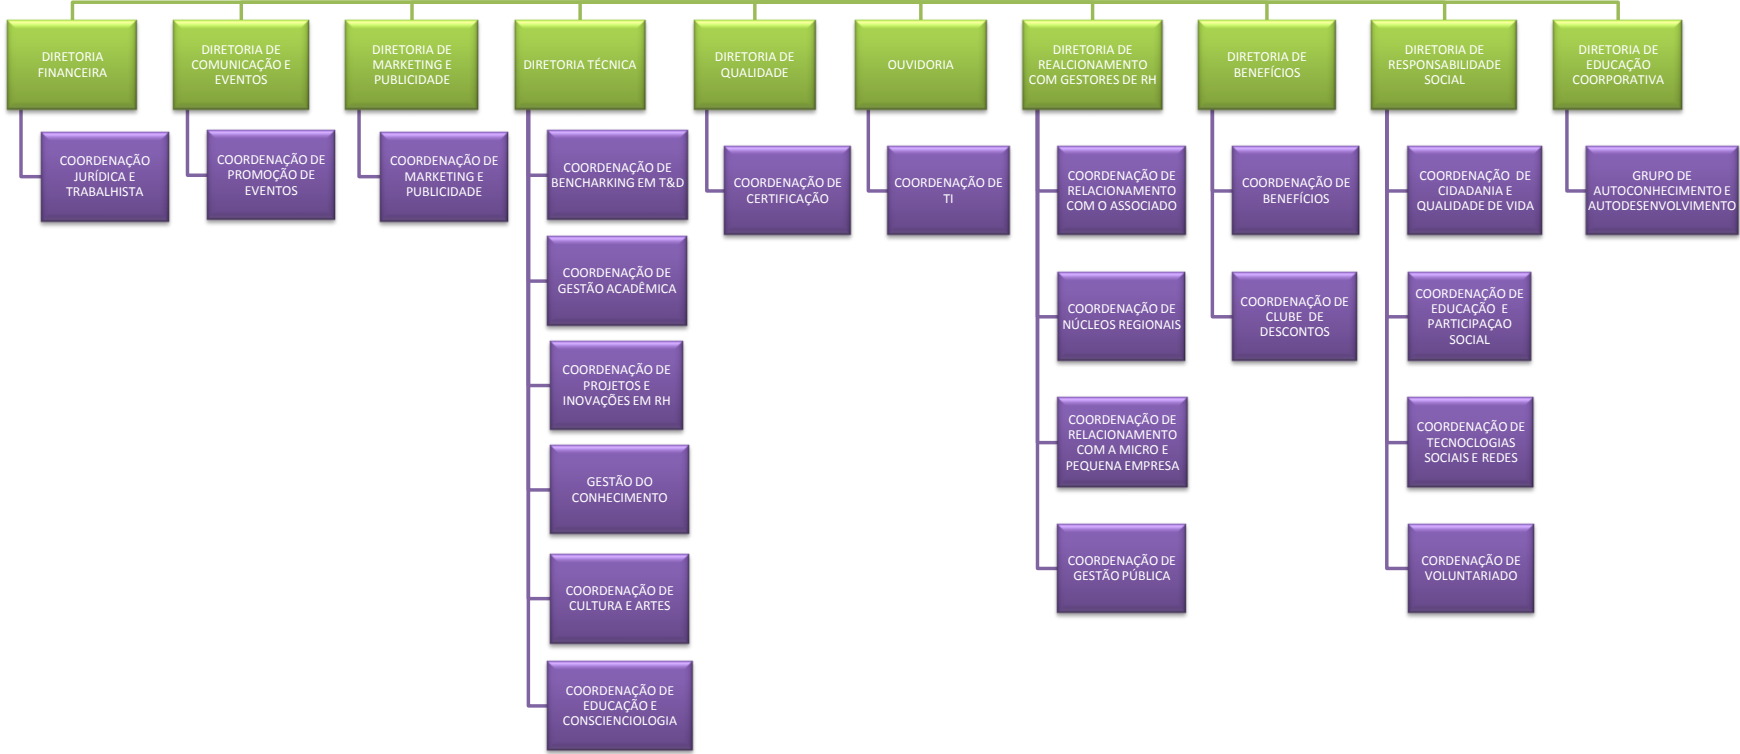 DIRETORIA
FINANCEIRA
DIRETORIA DE
COMUNICAÇÃO E
EVENTOS
DIRETORIA DE
MARKETING E
PUBLICIDADE
DIRETORIA TÉCNICA
DIRETORIA DE
QUALIDADE
OUVIDORIA
DIRETORIA DE
REALCIONAMENTO
COM GESTORES DE RH
DIRETORIA DE
BENEFÍCIOS
DIRETORIA DE
RESPONSABILIDADE
SOCIAL
DIRETORIA DE
EDUCAÇÃO
COORPORATIVA
COORDENAÇÃO
JURÍDICA E
TRABALHISTA
COORDENAÇÃO DE
PROMOÇÃO DE
EVENTOS
COORDENAÇÃO DE
MARKETING E
PUBLICIDADE
COORDENAÇÃO DE
BENCHARKING EM T&D
COORDENAÇÃO DE
GESTÃO ACADÊMICA
COORDENAÇÃO DE
PROJETOS E
INOVAÇÕES EM RH
GESTÃO DO
CONHECIMENTO
COORDENAÇÃO DE
CULTURA E ARTES
COORDENAÇÃO DE
EDUCAÇÃO E
CONSCIENCIOLOGIA
COORDENAÇÃO DE
CERTIFICAÇÃO
COORDENAÇÃO DE
TI
COORDENAÇÃO DE
RELACIONAMENTO
COM O ASSOCIADO
COORDENAÇÃO DE
NÚCLEOS REGIONAIS
COORDENAÇÃO DE
RELACIONAMENTO
COM A MICRO E
PEQUENA EMPRESA
COORDENAÇÃO DE
GESTÃO PÚBLICA
COORDENAÇÃO DE
BENEFÍCIOS
COORDENAÇÃO DE
CLUBE DE
DESCONTOS
COORDENAÇÃO DE
CIDADANIA E
QUALIDADE DE VIDA
COORDENAÇÃO DE
EDUCAÇÃO E
PARTICIPAÇAO
SOCIAL
COORDENAÇÃO DE
TECNOCLOGIAS
SOCIAIS E REDES
CORDENAÇÃO DE
VOLUNTARIADO
GRUPO DE
AUTOCONHECIMENTO E
AUTODESENVOLVIMENTO